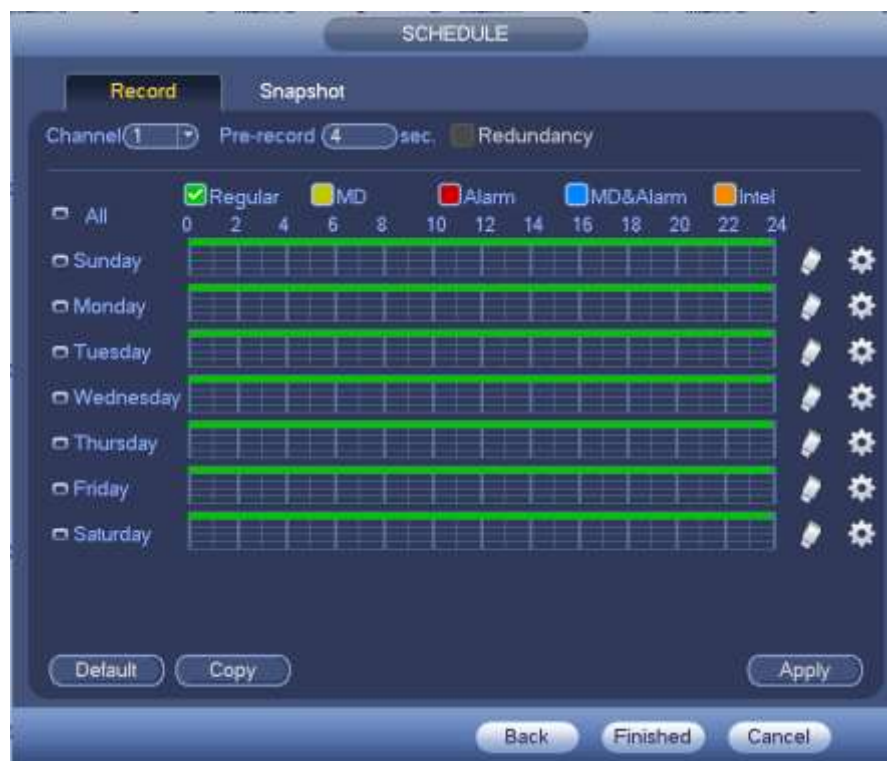 SCHEDULE
Record Snapshot
Channel 1 Pre-record 4 sec. Redundancy
All Regular MD Alarm MD&Alarm Intel
0 2 4 6 8 10 12 14 16 18 20 22 24
Sunday
Monday
Tuesday
Wednesday
Thursday
Friday
Saturday
Default Copy Apply
Back Finished Cancel